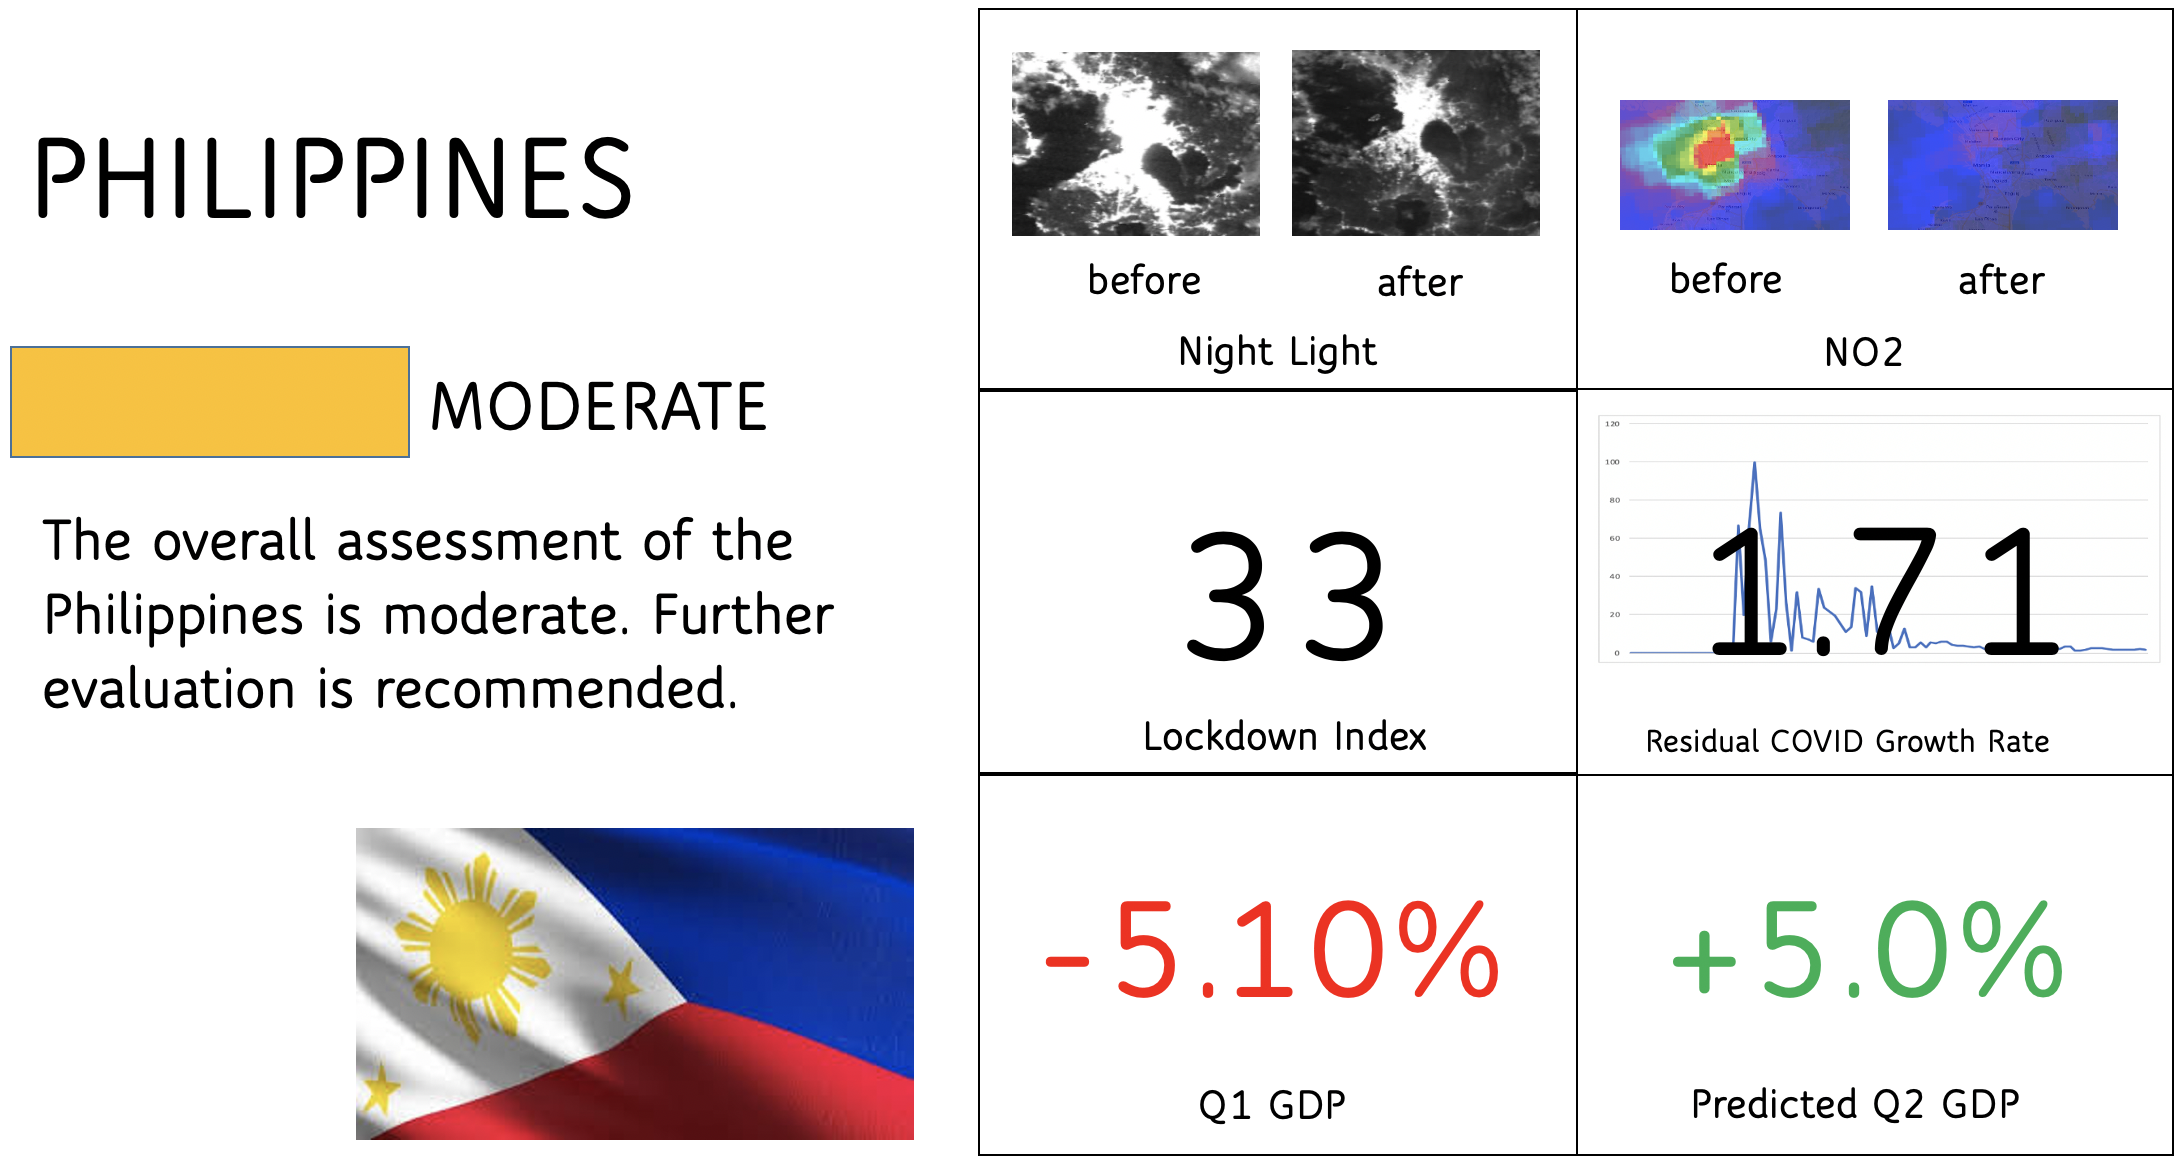 PHILIPPINES
MODERATE
The overall assessment of the
Philippines is moderate. Further
evaluation is recommended.
before
after
Night Light
before
after
NO2
33
Lockdown Index
120
100
80
60
40
20
0
1.71
Residual COVID Growth Rate
-5.10%
Q1 GDP
+5.0%
Predicted Q2 GDP